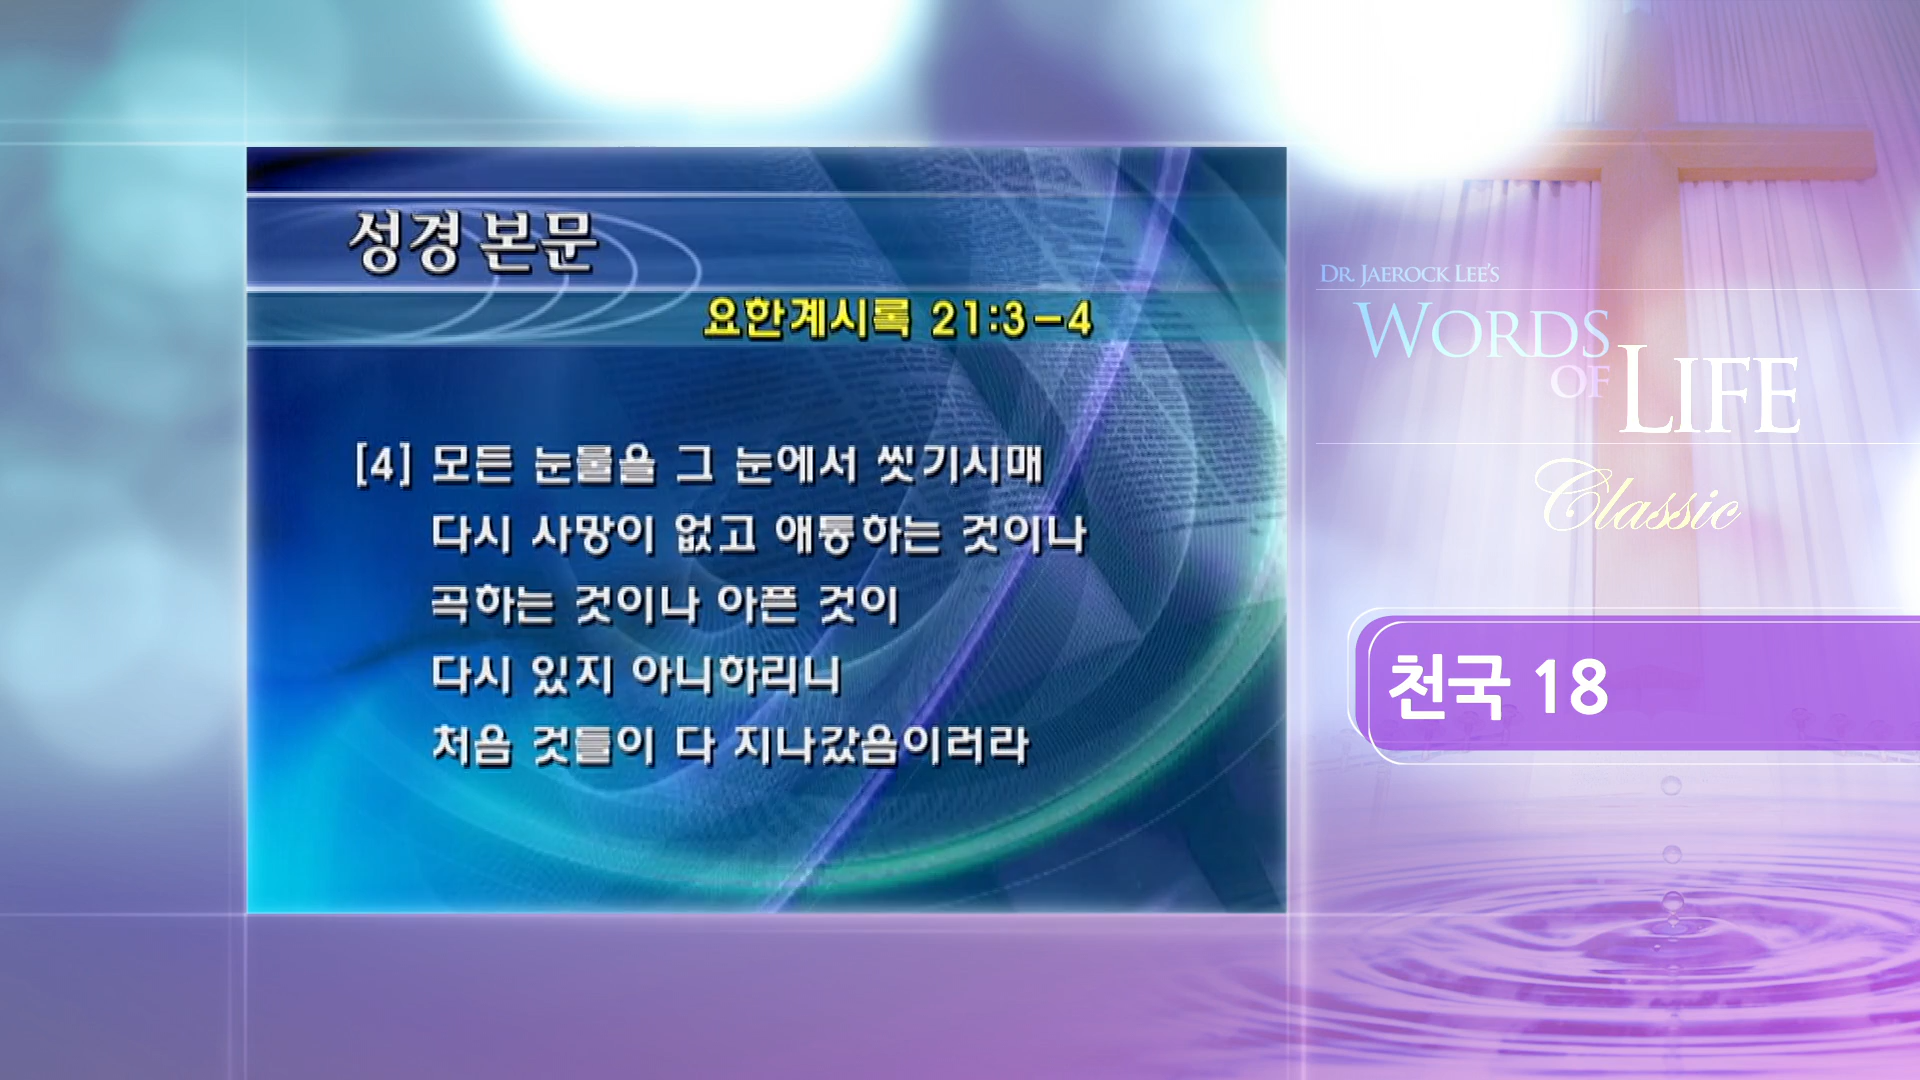 성경 본문
요한계시록 21:3-4
[4] 모든 눈물을 그 눈에서 씻기시매
다시 사망이 없고 애통하는 것이나
곡하는 것이나 아픈 것이
다시 있지 아니하리니
처음 것들이 다 지나갔음이러라
DR. JAEROCK LEE'S
WORDS
OF LIFE
Classic
천국 18